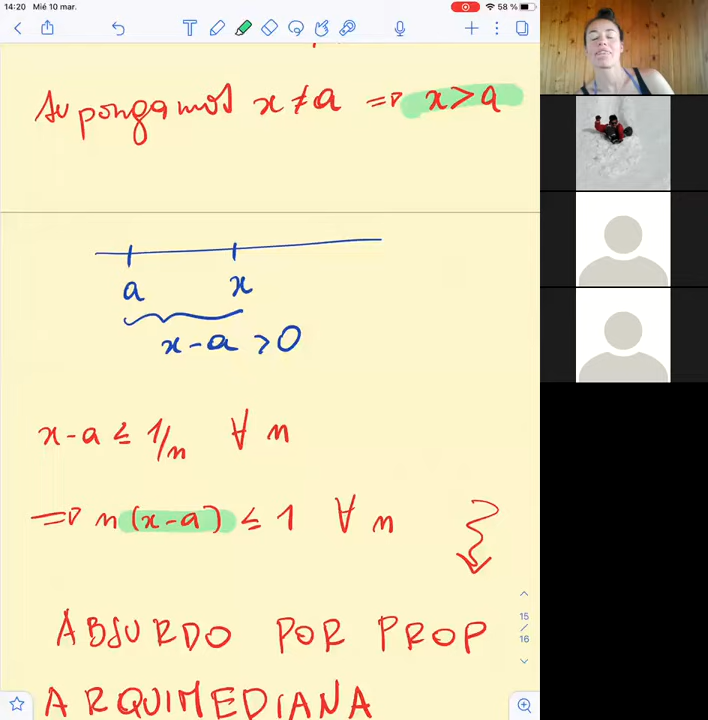 14:20 Mié 10 mar. 58 %
Supongamos x ≠ a ⇒ x > a
a x
x - a > 0
x - a ≤ 1/n ∀ n
⇒ n (x - a) ≤ 1 ∀ n
ABSURDO POR PROP
ARQUIMEDIANA
15
/
16